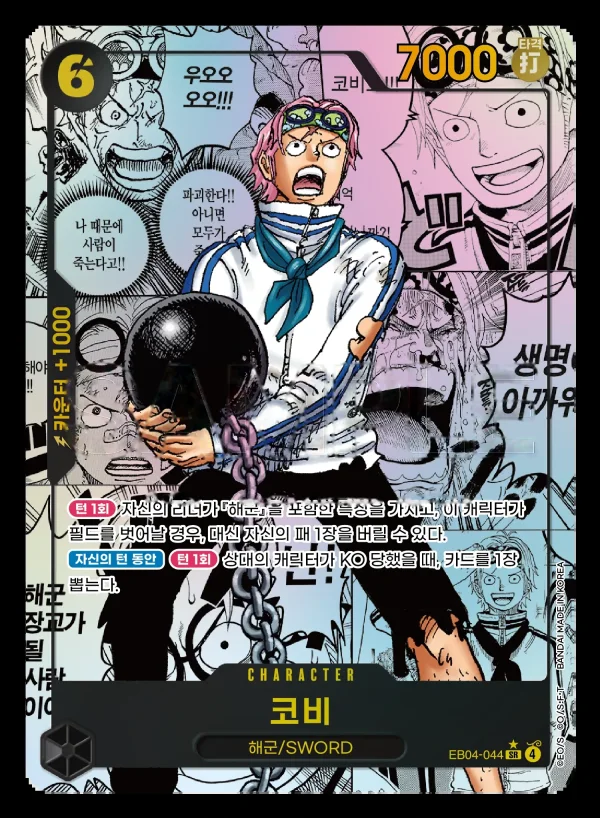 6
7000
타격
打
우오오
오오!!!
코비
파괴한다!!
아니면
모두가
나 때문에
사람이
죽는다고!!
생명이
아까워
카운터 +1000
턴 1회 자신의 리더가 『해군』을 포함한 특징을 가지고, 이 캐릭터가
필드를 벗어날 경우, 대신 자신의 패 1장을 버릴 수 있다.
자신의 턴 동안 턴 1회 상대의 캐릭터가 KO 당했을 때, 카드를 1장
뽑는다.
해군
장교가
될
사람
CHARACTER
코비
해군/SWORD
EB04-044 SR 4
©EO/S. ©O/S.F.T BANDAI MADE IN KOREA